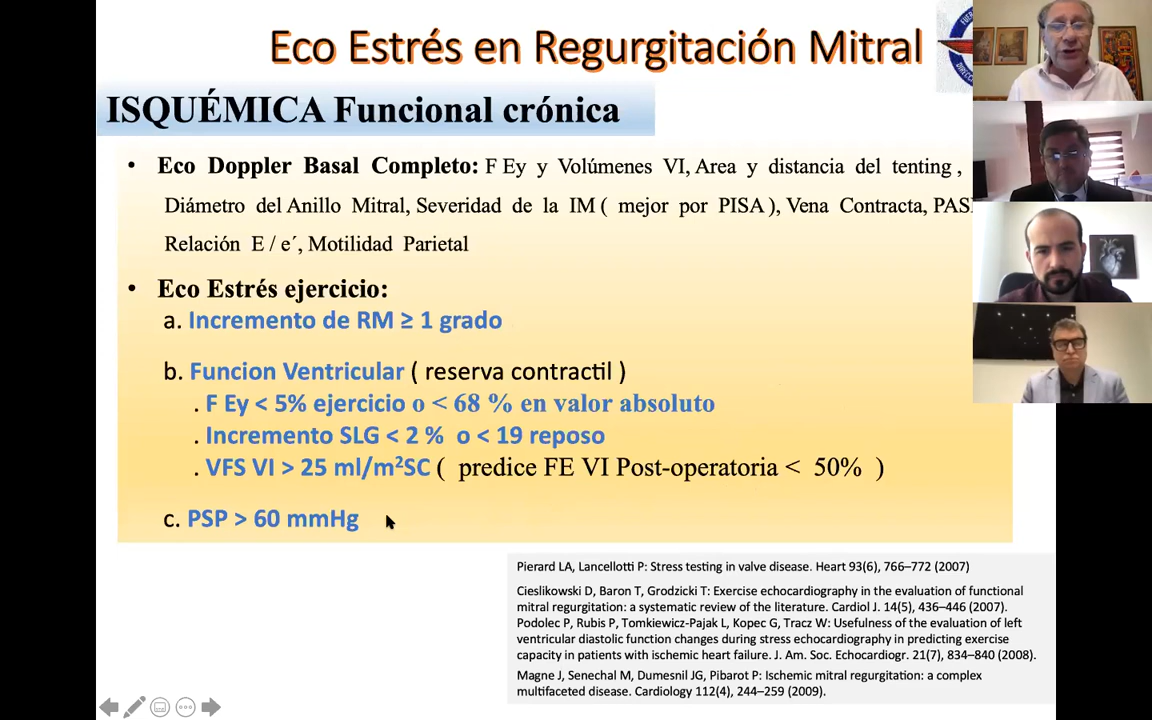 Eco Estrés en Regurgitación Mitral
ISQUÉMICA Funcional crónica
• Eco Doppler Basal Completo: F Ey y Volúmenes VI, Area y distancia del tenting ,
Diámetro del Anillo Mitral, Severidad de la IM ( mejor por PISA ), Vena Contracta,
Relación E / e´, Motilidad Parietal
• Eco Estrés ejercicio:
a. Incremento de RM ≥ 1 grado
b. Funcion Ventricular ( reserva contractil )
. F Ey < 5% ejercicio o < 68 % en valor absoluto
. Incremento SLG < 2 % o < 19 reposo
. VFS VI > 25 ml/m²SC ( predice FE VI Post-operatoria < 50% )
c. PSP > 60 mmHg
Pierard LA, Lancellotti P: Stress testing in valve disease. Heart 93(6), 766–772 (2007)
Cieslikowski D, Baron T, Grodzicki T: Exercise echocardiography in the evaluation of functional
mitral regurgitation: a systematic review of the literature. Cardiol J. 14(5), 436–446 (2007).
Podolec P, Rubis P, Tomkiewicz-Pajak L, Kopec G, Tracz W: Usefulness of the evaluation of left
ventricular diastolic function changes during stress echocardiography in predicting exercise
capacity in patients with ischemic heart failure. J. Am. Soc. Echocardiogr. 21(7), 834–840 (2008).
Magne J, Senechal M, Dumesnil JG, Pibarot P: Ischemic mitral regurgitation: a complex
multifaceted disease. Cardiology 112(4), 244–259 (2009).